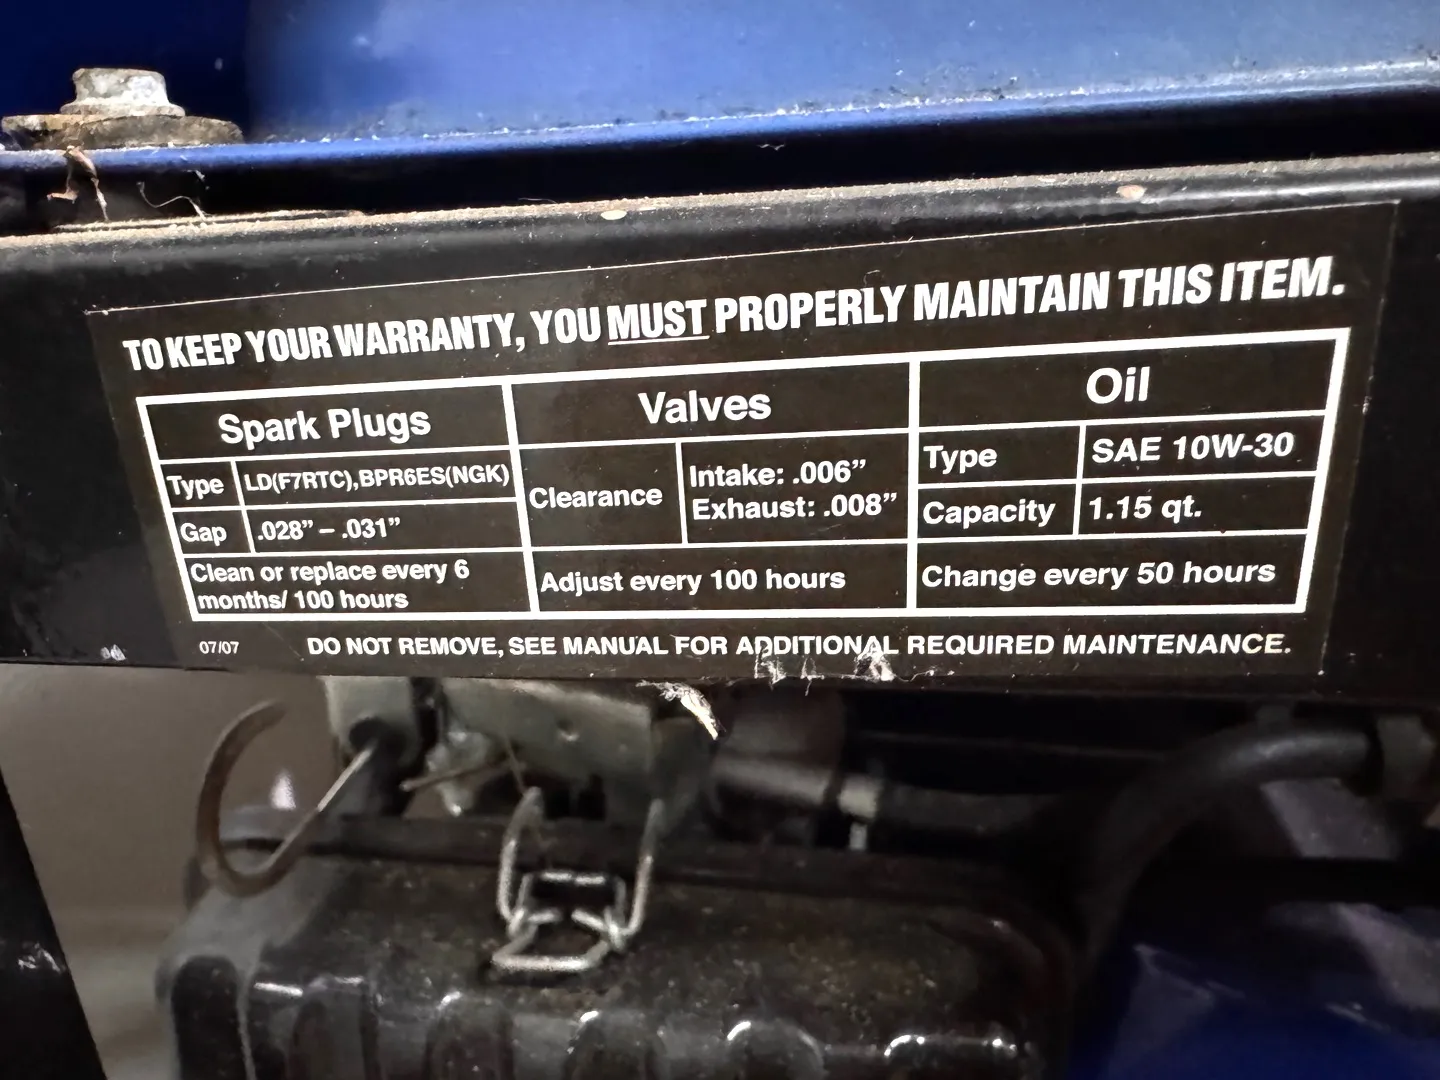 TO KEEP YOUR WARRANTY, YOU MUST PROPERLY MAINTAIN THIS ITEM.
Spark Plugs
Type LD(F7RTC),BPR6ES(NGK)
Gap .028” – .031”
Clean or replace every 6
months/ 100 hours
Valves
Clearance
Intake: .006”
Exhaust: .008”
Adjust every 100 hours
Oil
Type SAE 10W-30
Capacity 1.15 qt.
Change every 50 hours
07/07 DO NOT REMOVE, SEE MANUAL FOR ADDITIONAL REQUIRED MAINTENANCE.